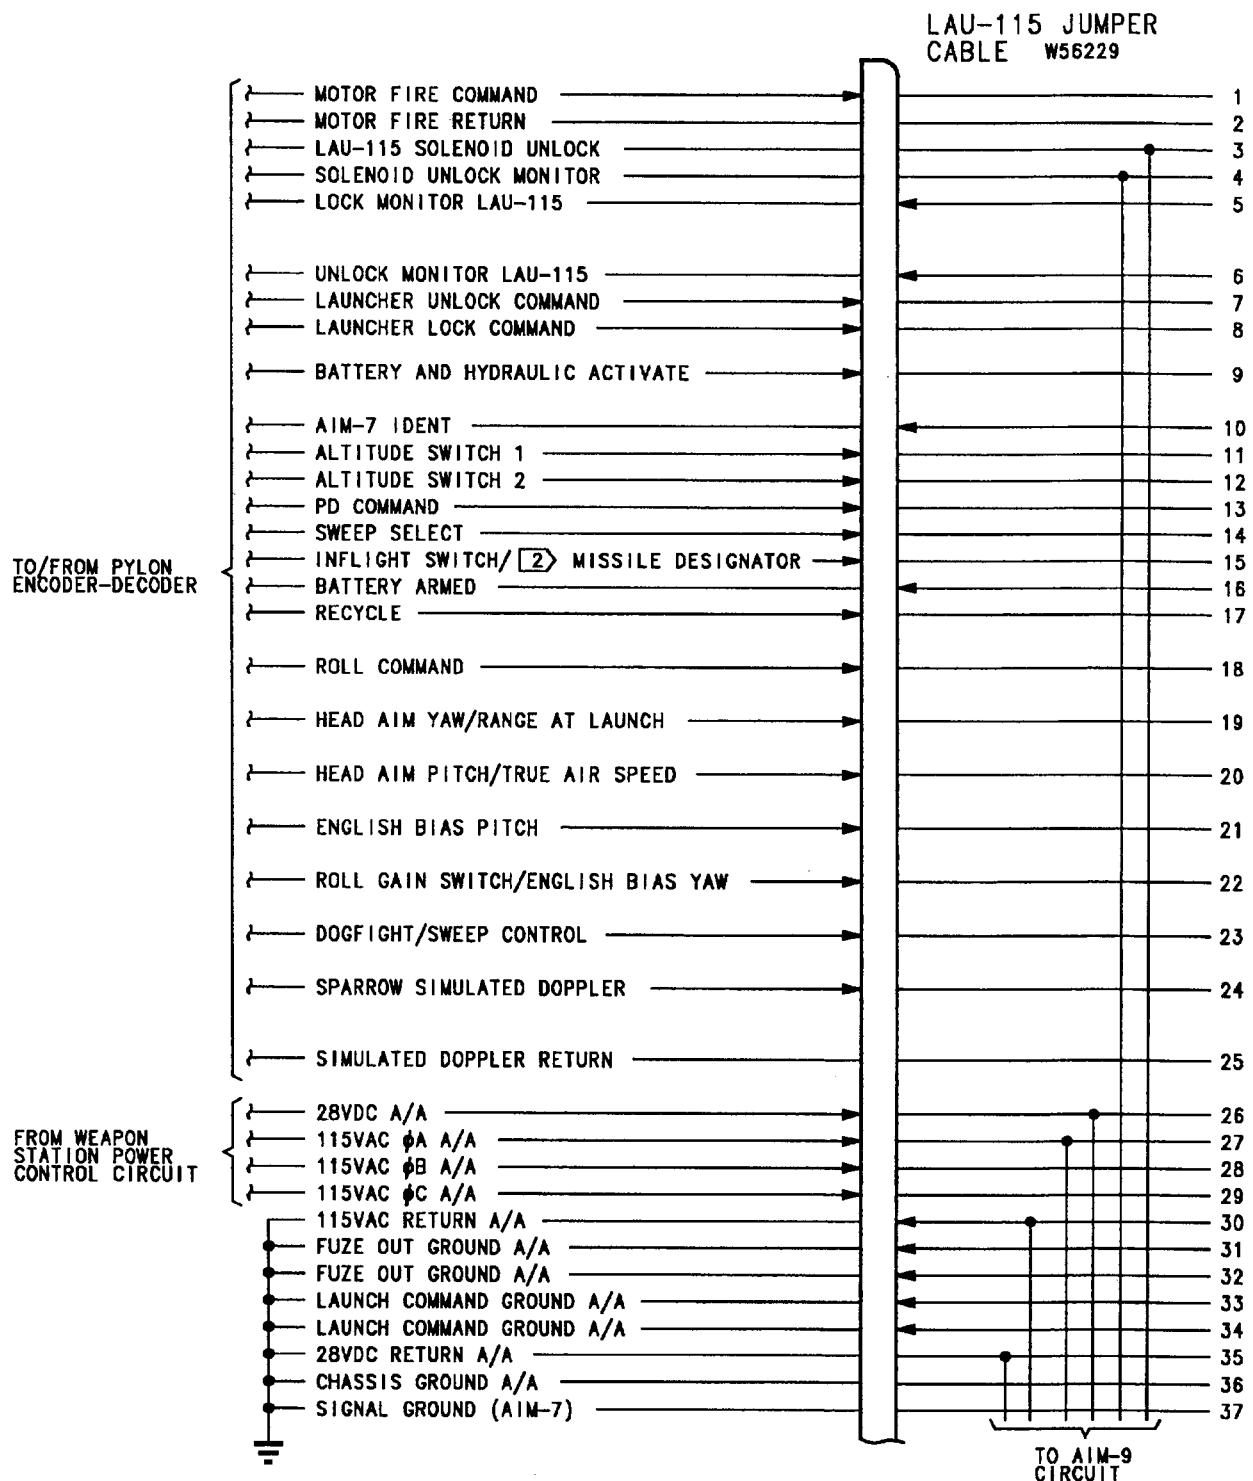 LAU-115 JUMPER
CABLE W56229
MOTOR FIRE COMMAND 1
MOTOR FIRE RETURN 2
LAU-115 SOLENOID UNLOCK 3
SOLENOID UNLOCK MONITOR 4
LOCK MONITOR LAU-115 5
UNLOCK MONITOR LAU-115 6
LAUNCHER UNLOCK COMMAND 7
LAUNCHER LOCK COMMAND 8
BATTERY AND HYDRAULIC ACTIVATE 9
AIM-7 IDENT 10
ALTITUDE SWITCH 1 11
ALTITUDE SWITCH 2 12
PD COMMAND 13
SWEEP SELECT 14
TO/FROM PYLON
ENCODER-DECODER
INFLIGHT SWITCH/ 2 MISSILE DESIGNATOR 15
BATTERY ARMED 16
RECYCLE 17
ROLL COMMAND 18
HEAD AIM YAW/RANGE AT LAUNCH 19
HEAD AIM PITCH/TRUE AIR SPEED 20
ENGLISH BIAS PITCH 21
ROLL GAIN SWITCH/ENGLISH BIAS YAW 22
DOGFIGHT/SWEEP CONTROL 23
SPARROW SIMULATED DOPPLER 24
SIMULATED DOPPLER RETURN 25
FROM WEAPON
STATION POWER
CONTROL CIRCUIT
28VDC A/A 26
115VAC ϕA A/A 27
115VAC ϕB A/A 28
115VAC ϕC A/A 29
115VAC RETURN A/A 30
FUZE OUT GROUND A/A 31
FUZE OUT GROUND A/A 32
LAUNCH COMMAND GROUND A/A 33
LAUNCH COMMAND GROUND A/A 34
28VDC RETURN A/A 35
CHASSIS GROUND A/A 36
SIGNAL GROUND (AIM-7) 37
TO AIM-9
CIRCUIT